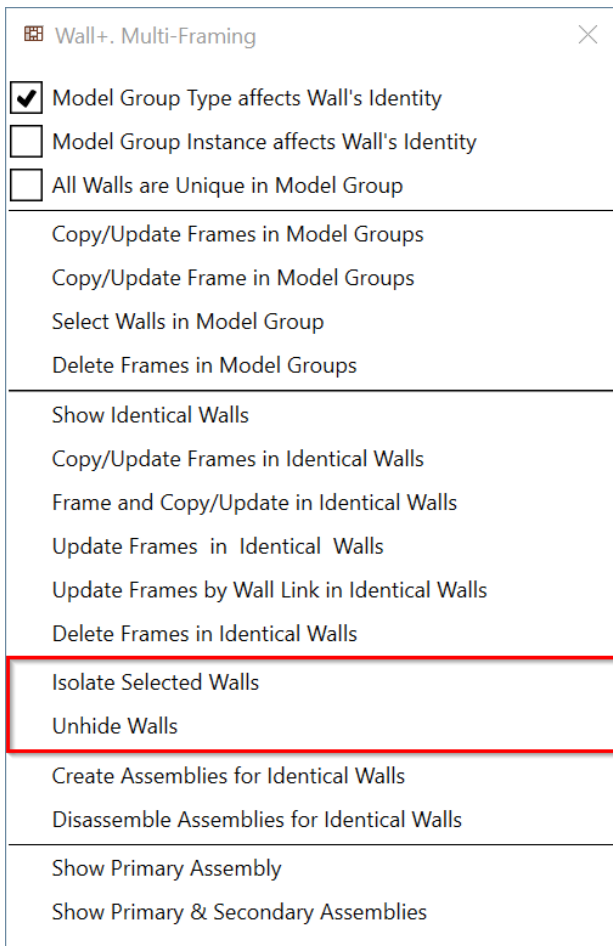 Wall+. Multi-Framing
Model Group Type affects Wall's Identity
Model Group Instance affects Wall's Identity
All Walls are Unique in Model Group
Copy/Update Frames in Model Groups
Copy/Update Frame in Model Groups
Select Walls in Model Group
Delete Frames in Model Groups
Show Identical Walls
Copy/Update Frames in Identical Walls
Frame and Copy/Update in Identical Walls
Update Frames  in  Identical  Walls
Update Frames by Wall Link in Identical Walls
Delete Frames in Identical Walls
Isolate Selected Walls
Unhide Walls
Create Assemblies for Identical Walls
Disassemble Assemblies for Identical Walls
Show Primary Assembly
Show Primary & Secondary Assemblies